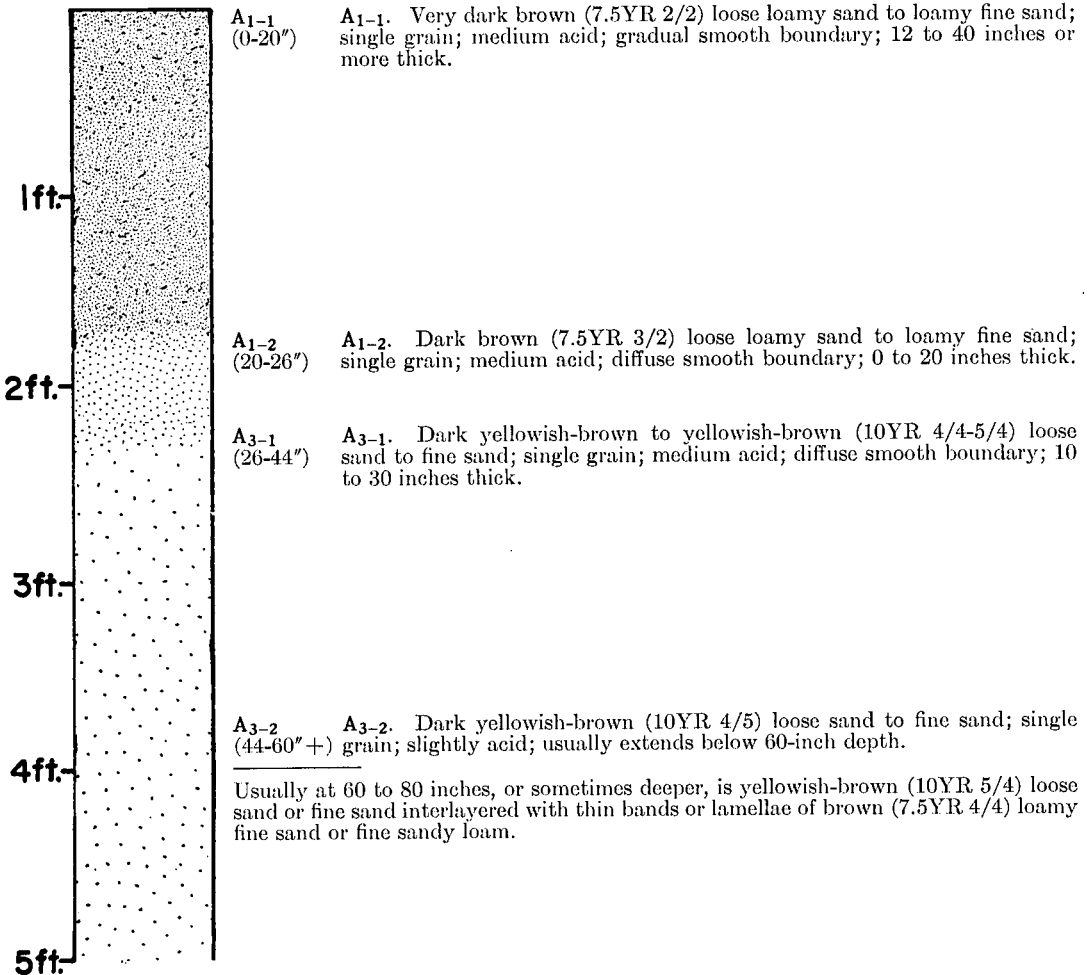 A1-1
(0-20″)
A1-1. Very dark brown (7.5YR 2/2) loose loamy sand to loamy fine sand;
single grain; medium acid; gradual smooth boundary; 12 to 40 inches or
more thick.
1ft.
A1-2
(20-26″)
A1-2. Dark brown (7.5YR 3/2) loose loamy sand to loamy fine sand;
single grain; medium acid; diffuse smooth boundary; 0 to 20 inches thick.
2ft.
A3-1
(26-44″)
A3-1. Dark yellowish-brown to yellowish-brown (10YR 4/4-5/4) loose
sand to fine sand; single grain; medium acid; diffuse smooth boundary; 10
to 30 inches thick.
3ft.
A3-2
(44-60″+)
A3-2. Dark yellowish-brown (10YR 4/5) loose sand to fine sand; single
grain; slightly acid; usually extends below 60-inch depth.
4ft.
Usually at 60 to 80 inches, or sometimes deeper, is yellowish-brown (10YR 5/4) loose
sand or fine sand interlayered with thin bands or lamellae of brown (7.5YR 4/4) loamy
fine sand or fine sandy loam.
5ft.